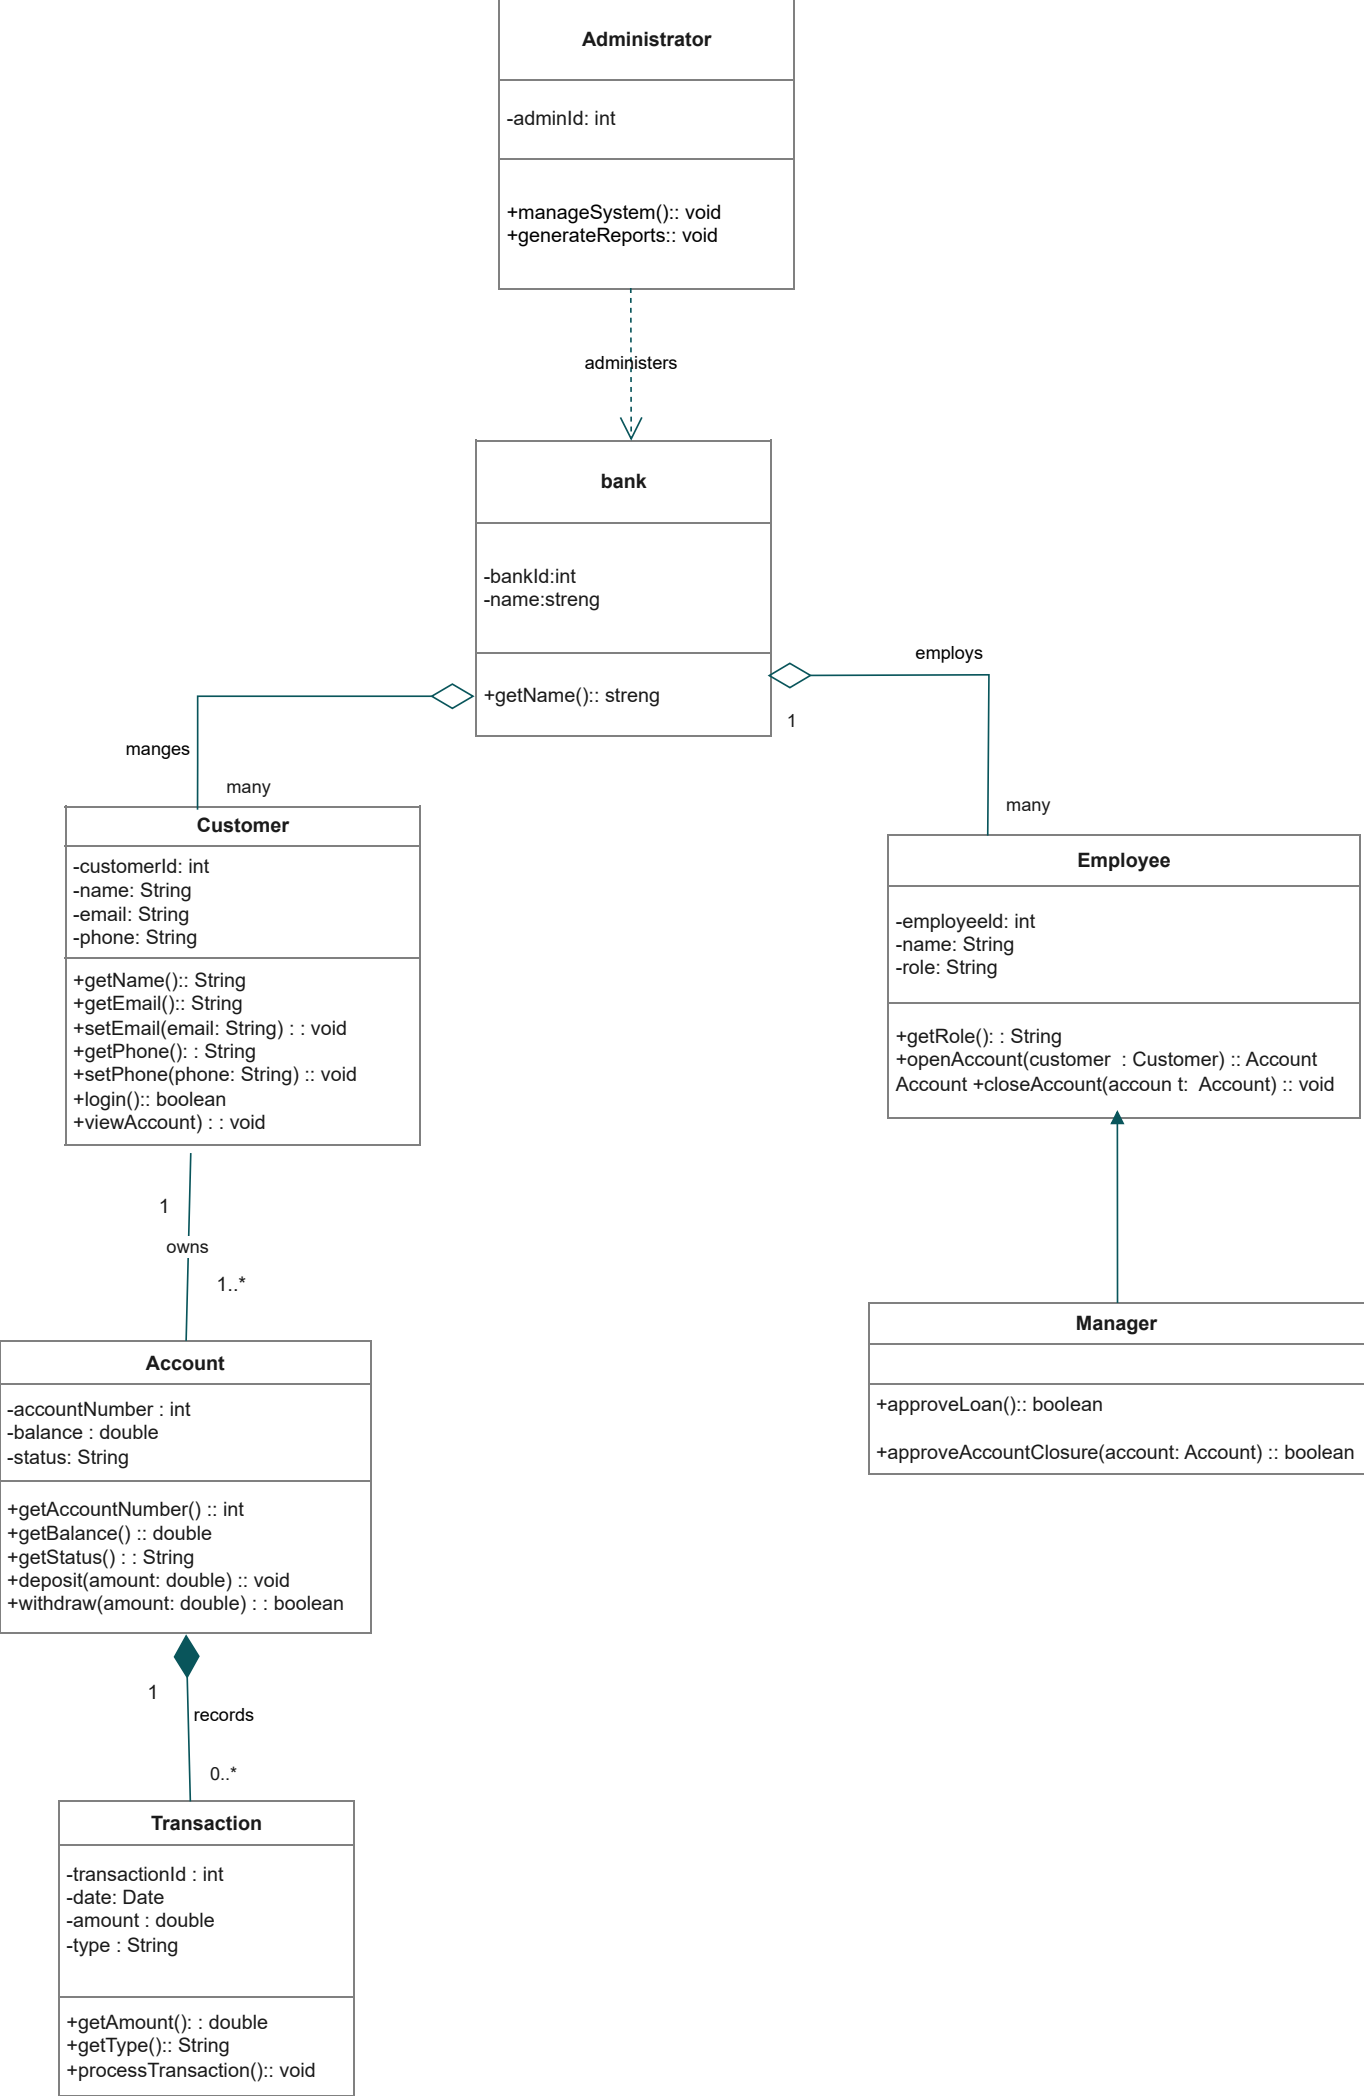 Administrator
-adminId: int
+manageSystem():: void
+generateReports:: void
administers
bank
-bankId:int
-name:streng
+getName():: streng
employs
1
manges
many
many
Customer
-customerId: int
-name: String
-email: String
-phone: String
+getName():: String
+getEmail():: String
+setEmail(email: String) : : void
+getPhone(): : String
+setPhone(phone: String) :: void
+login():: boolean
+viewAccount) : : void
Employee
-employeeId: int
-name: String
-role: String
+getRole(): : String
+openAccount(customer  : Customer) :: Account
Account +closeAccount(accoun t:  Account) :: void
1
owns
1..*
Manager
+approveLoan():: boolean
+approveAccountClosure(account: Account) :: boolean
Account
-accountNumber : int
-balance : double
-status: String
+getAccountNumber() :: int
+getBalance() :: double
+getStatus() : : String
+deposit(amount: double) :: void
+withdraw(amount: double) : : boolean
1
records
0..*
Transaction
-transactionId : int
-date: Date
-amount : double
-type : String
+getAmount(): : double
+getType():: String
+processTransaction():: void